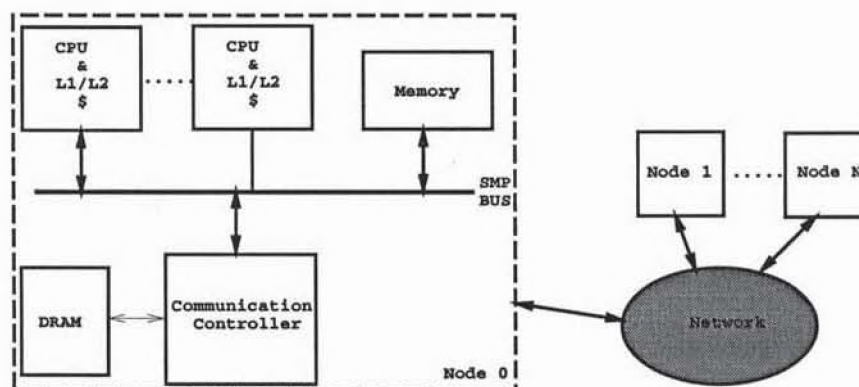 CPU
&
L1/L2
$
.....
CPU
&
L1/L2
$
Memory
SMP
BUS
Node 1
.....
Node N
DRAM
Communication
Controller
Network
Node 0